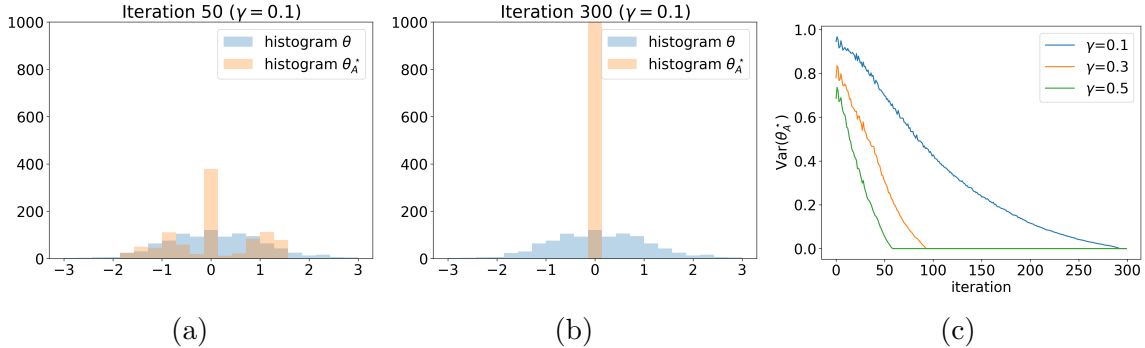 Iteration 50 (γ = 0.1)
histogram θ
histogram θ_A^⋆
1000
800
600
400
200
0
−3 −2 −1 0 1 2 3
(a)
Iteration 300 (γ = 0.1)
histogram θ
histogram θ_A^⋆
1000
800
600
400
200
0
−3 −2 −1 0 1 2 3
(b)
γ=0.1
γ=0.3
γ=0.5
Var(θ_A^⋆)
1.0
0.8
0.6
0.4
0.2
0.0
0 50 100 150 200 250 300
iteration
(c)